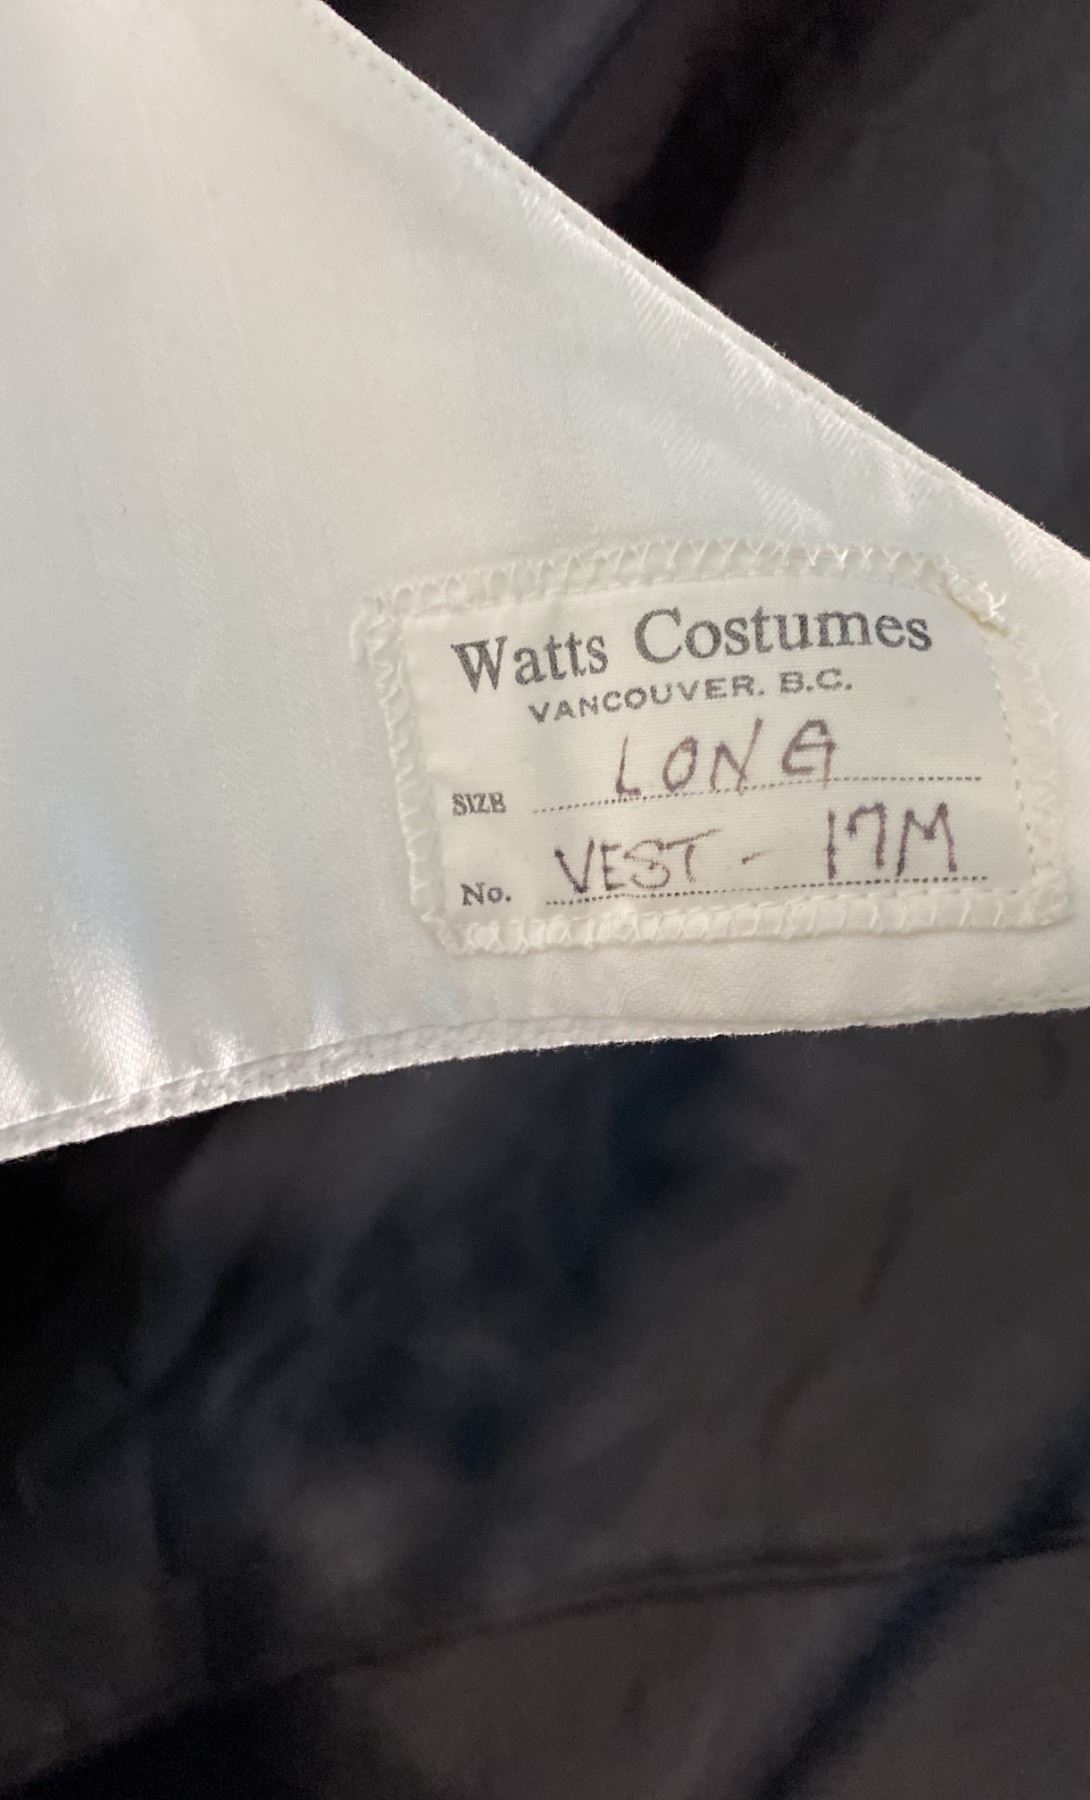 Watts Costumes
VANCOUVER. B.C.
SIZE LONG
No. VEST - 17M